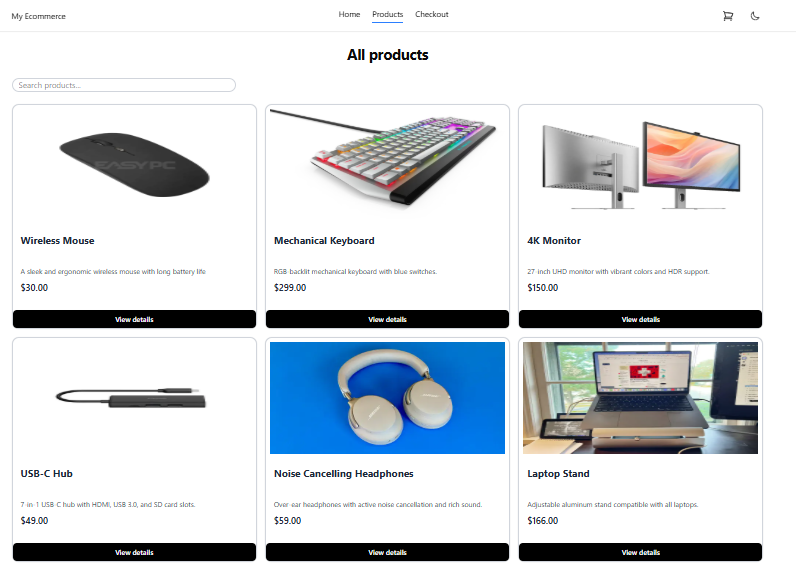 My Ecommerce
Home Products Checkout
All products
Search products...
EASY PC
Wireless Mouse
A sleek and ergonomic wireless mouse with long battery life
$30.00
View details
Mechanical Keyboard
RGB-backlit mechanical keyboard with blue switches.
$299.00
View details
4K Monitor
27-inch UHD monitor with vibrant colors and HDR support.
$150.00
View details
USB-C Hub
7-in-1 USB-C hub with HDMI, USB 3.0, and SD card slots.
$49.00
View details
Noise Cancelling Headphones
Over-ear headphones with active noise cancellation and rich sound.
$59.00
View details
Laptop Stand
Adjustable aluminum stand compatible with all laptops.
$166.00
View details